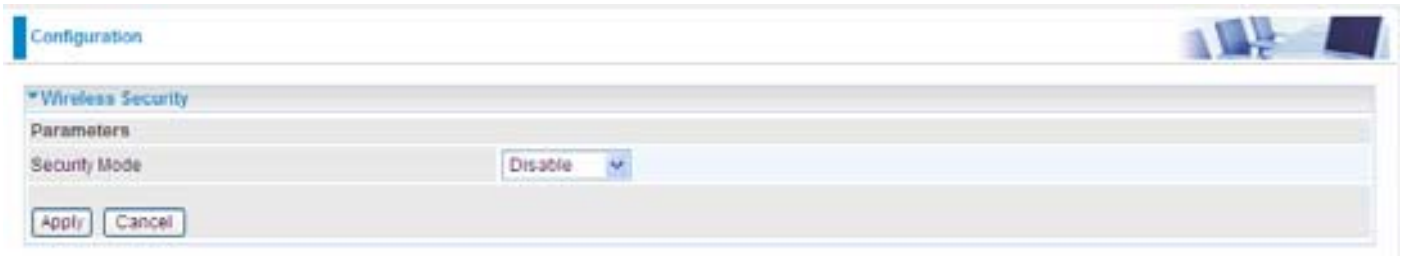 Configuration
Wireless Security
Parameters
Security Mode Disable
Apply Cancel